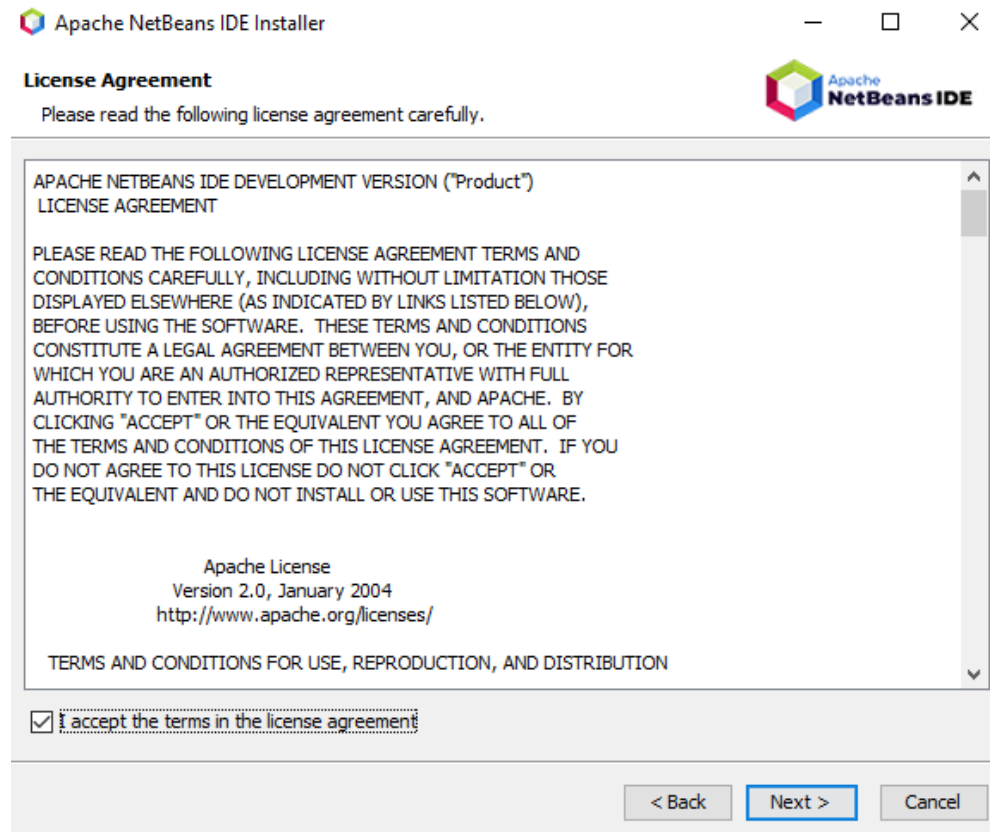 Apache NetBeans IDE Installer
License Agreement
Please read the following license agreement carefully.
Apache
NetBeans IDE
APACHE NETBEANS IDE DEVELOPMENT VERSION ("Product")
LICENSE AGREEMENT
PLEASE READ THE FOLLOWING LICENSE AGREEMENT TERMS AND
CONDITIONS CAREFULLY, INCLUDING WITHOUT LIMITATION THOSE
DISPLAYED ELSEWHERE (AS INDICATED BY LINKS LISTED BELOW),
BEFORE USING THE SOFTWARE.  THESE TERMS AND CONDITIONS
CONSTITUTE A LEGAL AGREEMENT BETWEEN YOU, OR THE ENTITY FOR
WHICH YOU ARE AN AUTHORIZED REPRESENTATIVE WITH FULL
AUTHORITY TO ENTER INTO THIS AGREEMENT, AND APACHE.  BY
CLICKING "ACCEPT" OR THE EQUIVALENT YOU AGREE TO ALL OF
THE TERMS AND CONDITIONS OF THIS LICENSE AGREEMENT.  IF YOU
DO NOT AGREE TO THIS LICENSE DO NOT CLICK "ACCEPT" OR
THE EQUIVALENT AND DO NOT INSTALL OR USE THIS SOFTWARE.
Apache License
Version 2.0, January 2004
http://www.apache.org/licenses/
TERMS AND CONDITIONS FOR USE, REPRODUCTION, AND DISTRIBUTION
I accept the terms in the license agreement
< Back
Next >
Cancel